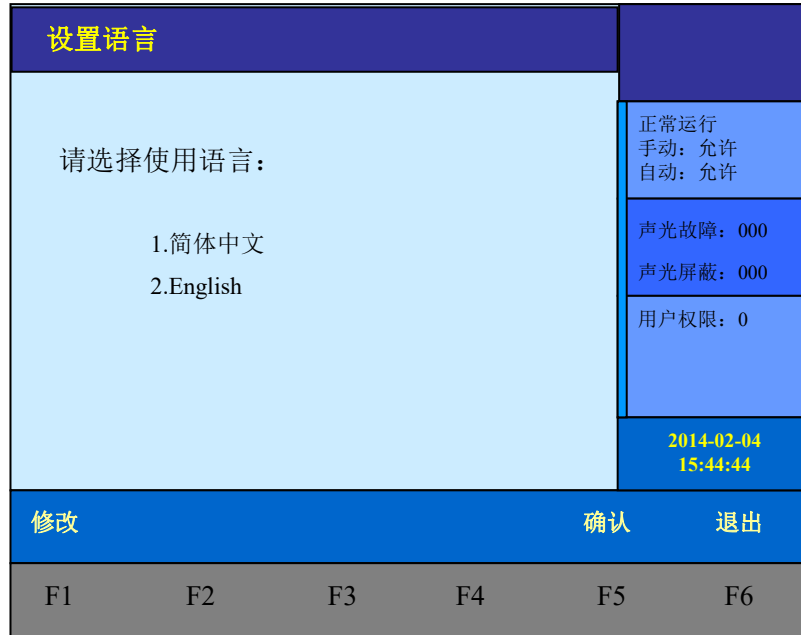 设置语言
请选择使用语言：
1.简体中文
2.English
正常运行
手动：允许
自动：允许
声光故障：000
声光屏蔽：000
用户权限：0
2014-02-04
15:44:44
修改 确认 退出
F1 F2 F3 F4 F5 F6